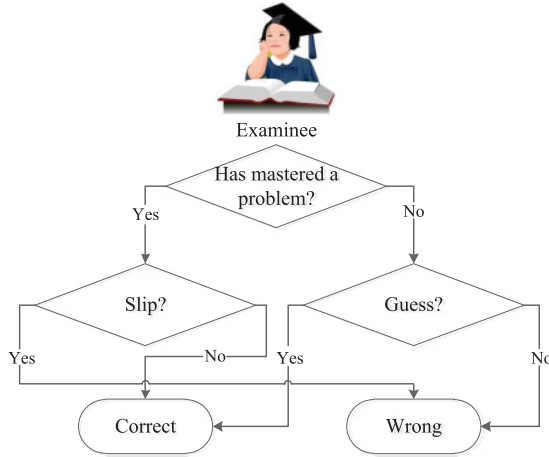 Examinee
Has mastered a
problem?
Yes
No
Slip?
Guess?
Yes
No
Yes
No
Correct
Wrong